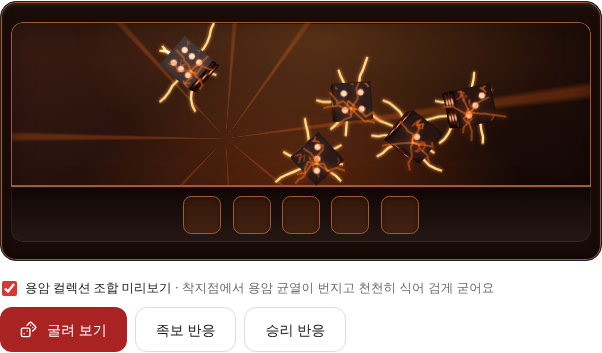 용암 컬렉션 조합 미리보기 · 착지점에서 용암 균열이 번지고 천천히 식어 검게 굳어요
굴려 보기
족보 반응
승리 반응